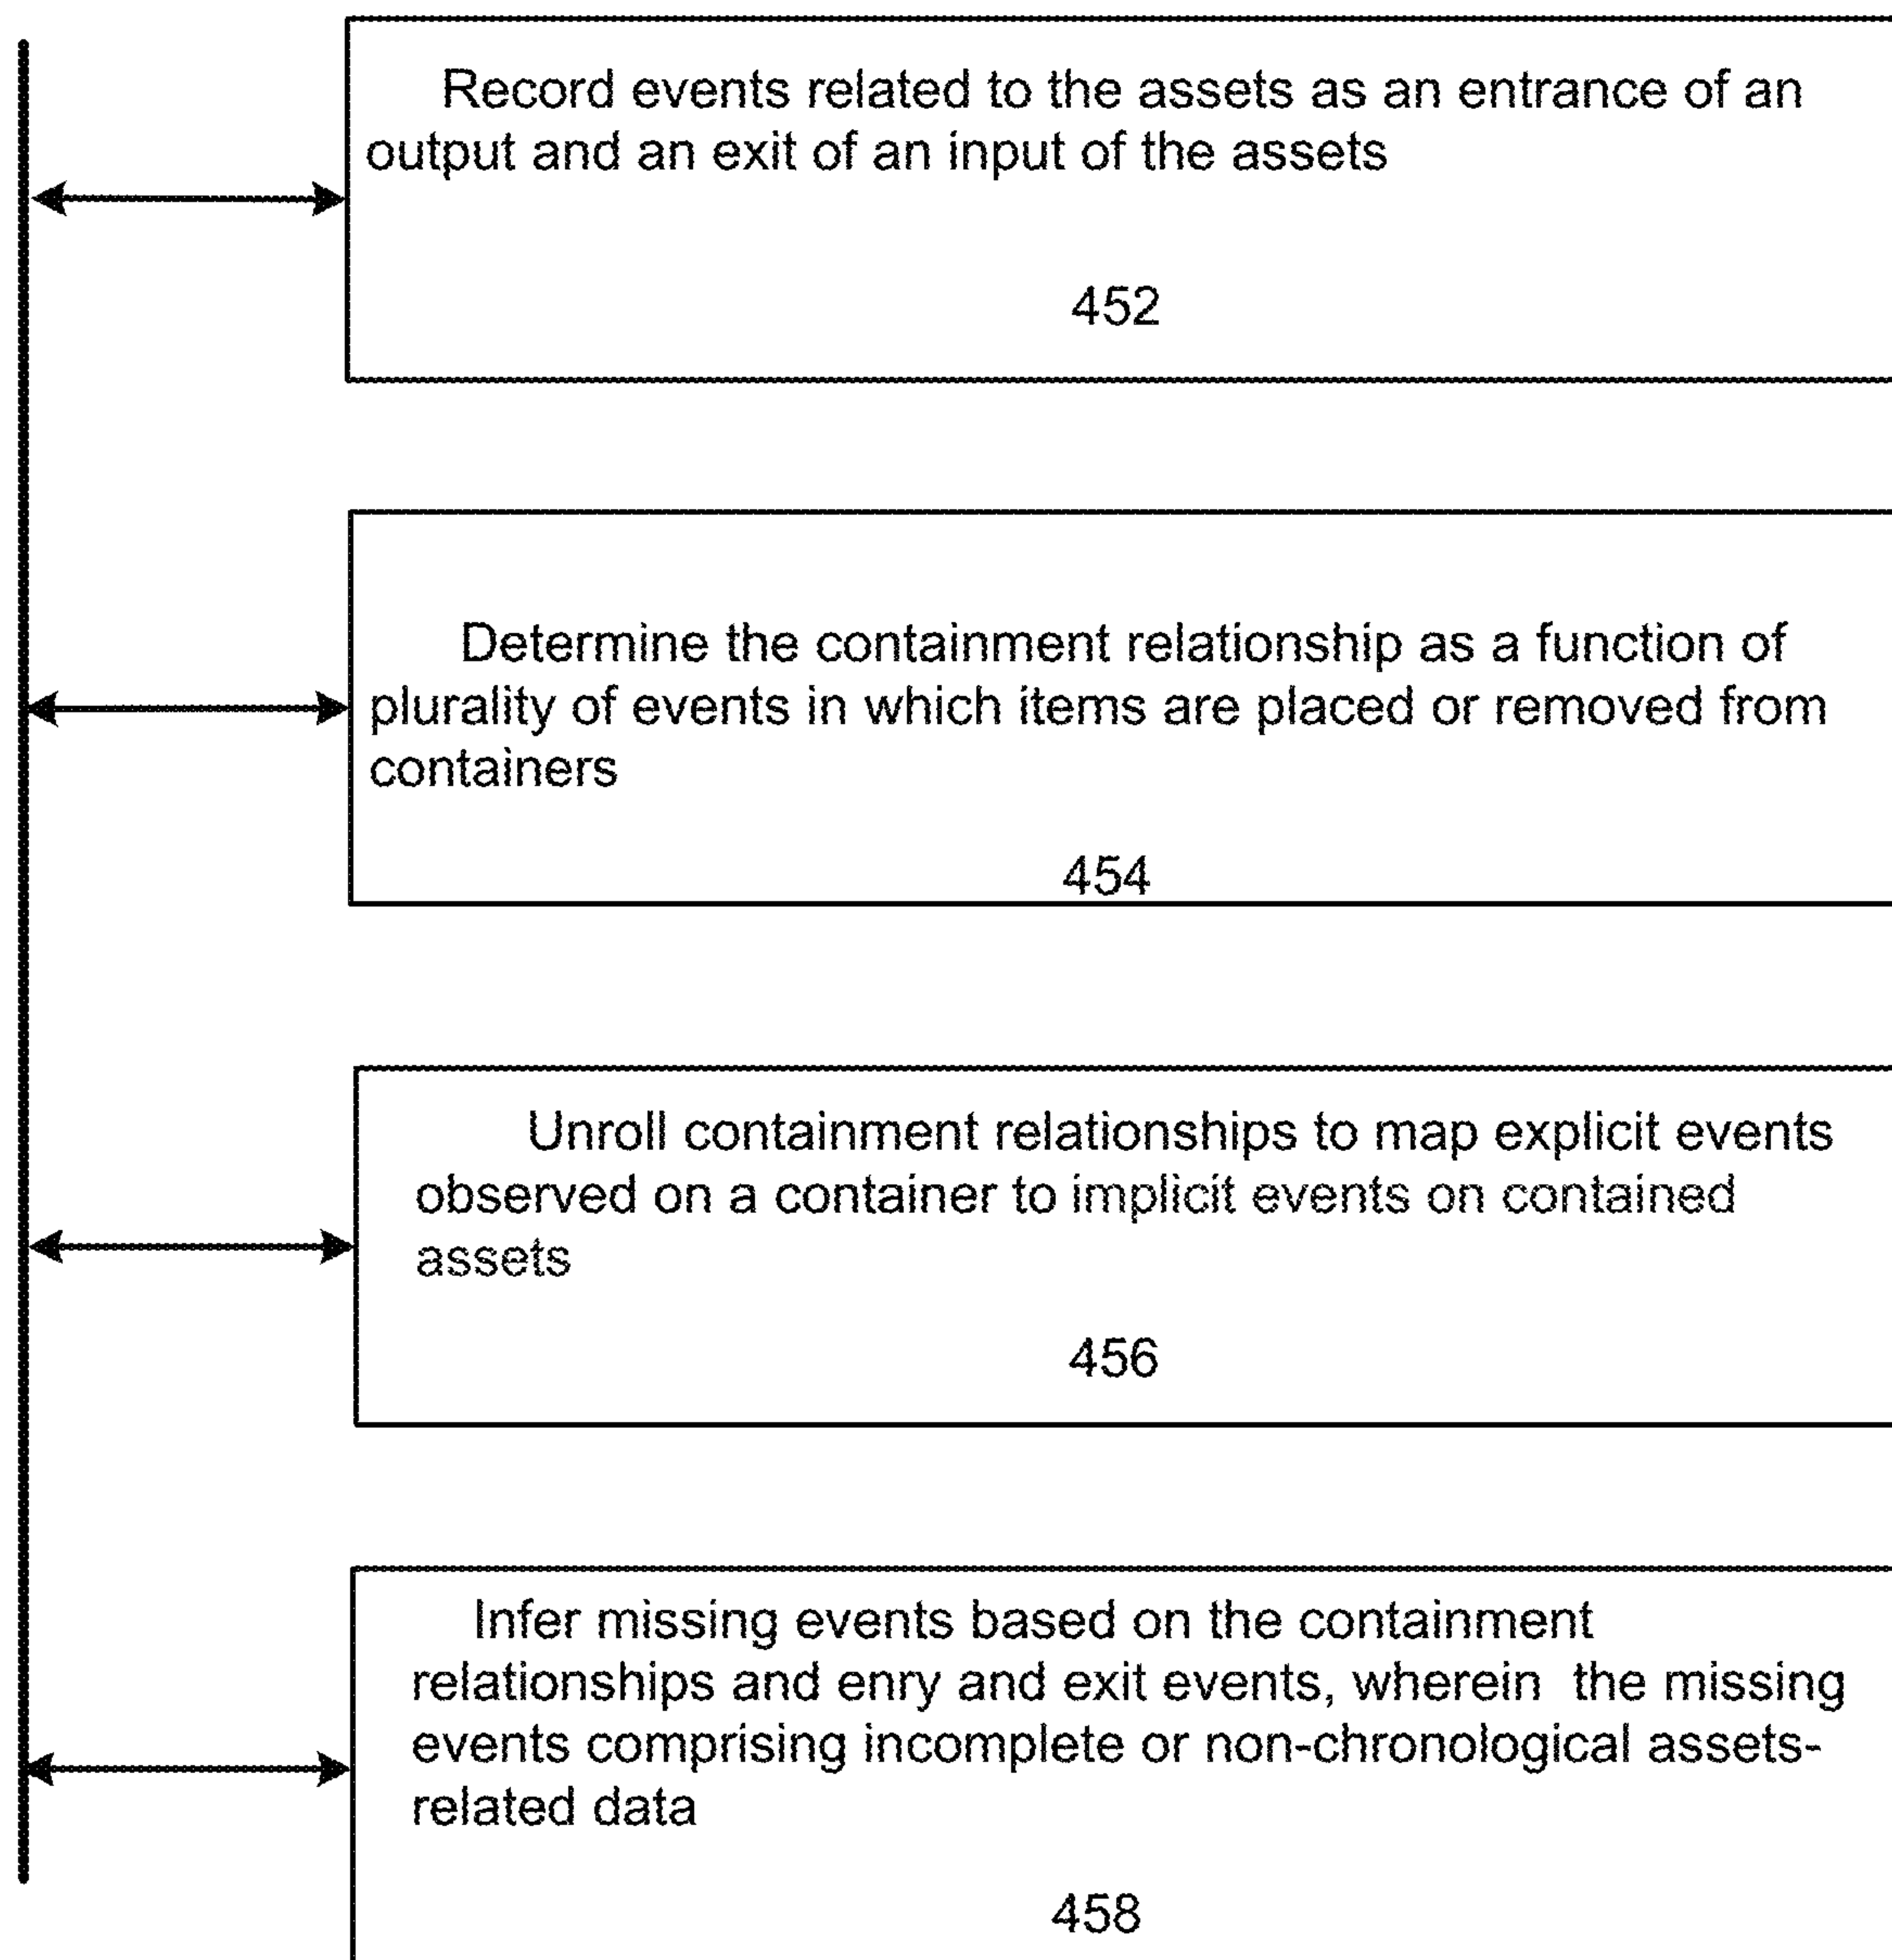 Record events related to the assets as an entrance of an
output and an exit of an input of the assets
452
Determine the containment relationship as a function of
plurality of events in which items are placed or removed from
containers
454
Unroll containment relationships to map explicit events
observed on a container to implicit events on contained
assets
456
Infer missing events based on the containment
relationships and enry and exit events, wherein the missing
events comprising incomplete or non-chronological assets-
related data
458